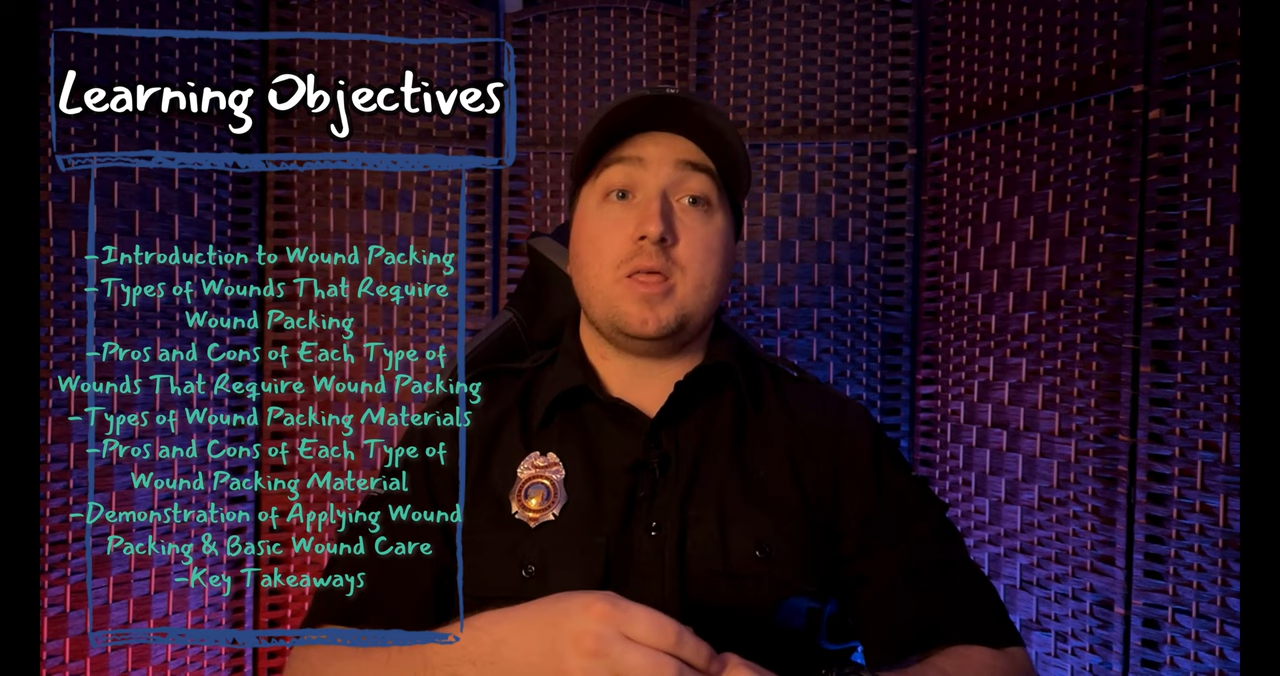 Learning Objectives
-Introduction to Wound Packing
-Types of Wounds That Require
Wound Packing
-Pros and Cons of Each Type of
Wounds That Require Wound Packing
-Types of Wound Packing Materials
-Pros and Cons of Each Type of
Wound Packing Material
-Demonstration of Applying Wound
Packing & Basic Wound Care
-Key Takeaways